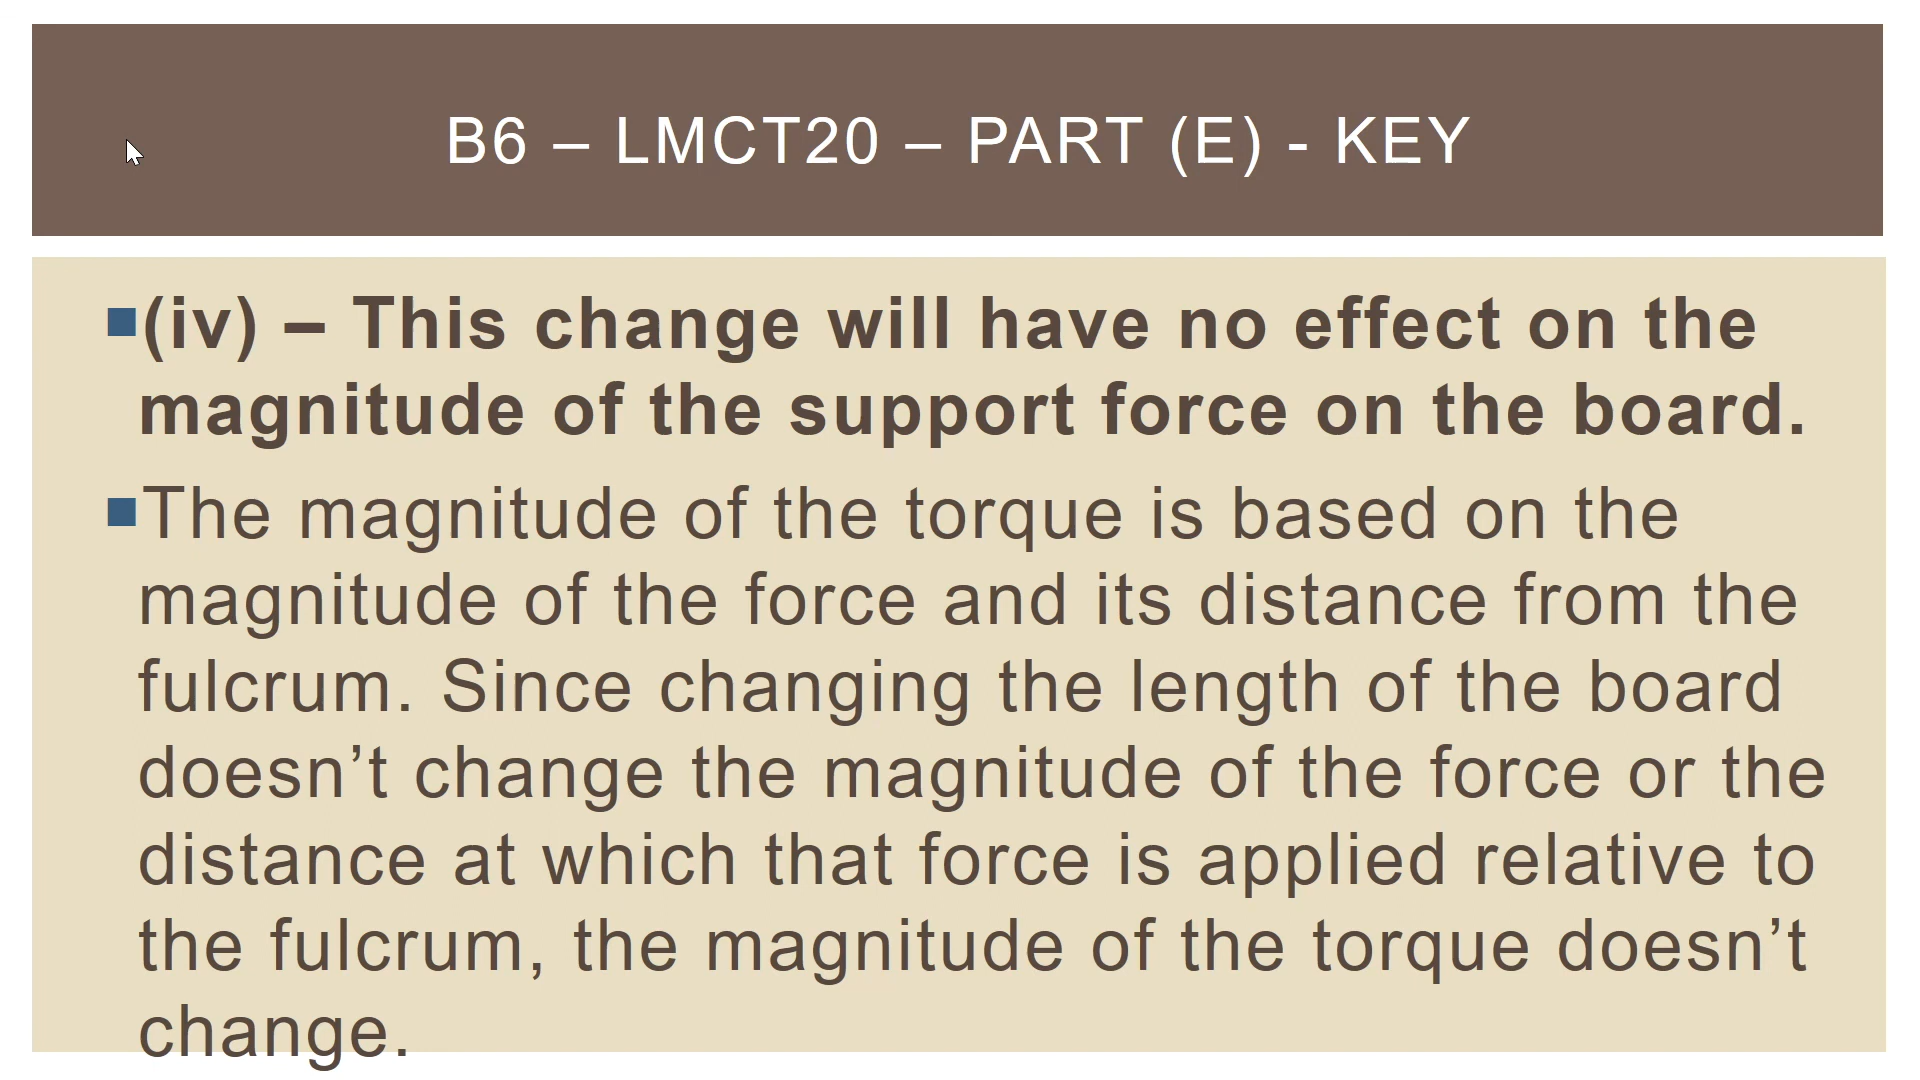 B6 – LMCT20 – PART (E) - KEY
(iv) – This change will have no effect on the
magnitude of the support force on the board.
The magnitude of the torque is based on the
magnitude of the force and its distance from the
fulcrum. Since changing the length of the board
doesn’t change the magnitude of the force or the
distance at which that force is applied relative to
the fulcrum, the magnitude of the torque doesn’t
change.